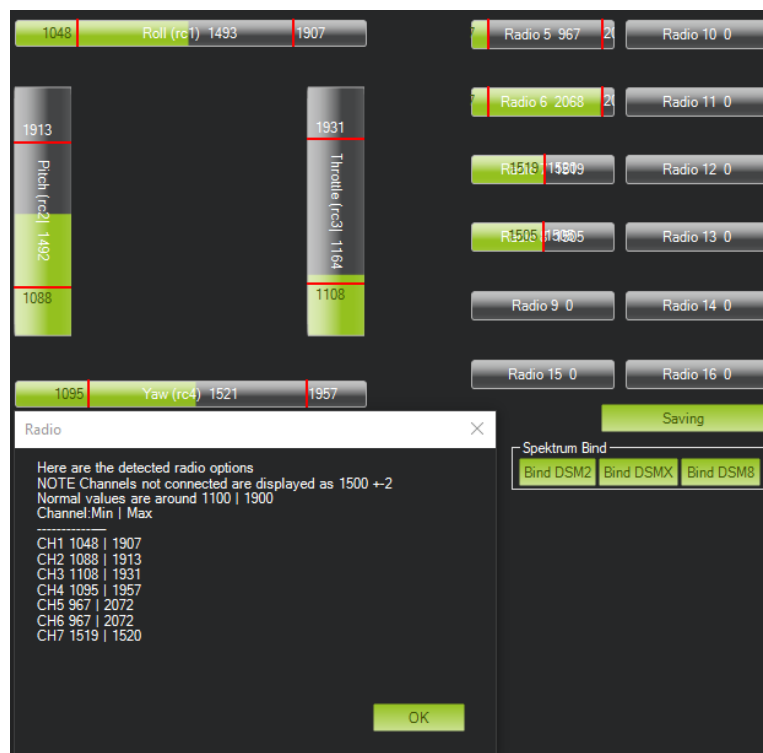 1048 Roll (rc1) 1493 1907
Radio 5 967
Radio 10 0
Radio 6 2068
Radio 11 0
1913
Pitch (rc2) 1492
1088
1931
Throttle (rc3) 1164
1108
1519
Radio 12 0
1505
Radio 13 0
Radio 9 0
Radio 14 0
Radio 15 0
Radio 16 0
1095 Yaw (rc4) 1521 1957
Saving
Spektrum Bind
Bind DSM2 Bind DSMX Bind DSM8
Radio
Here are the detected radio options
NOTE Channels not connected are displayed as 1500 +-2
Normal values are around 1100 | 1900
Channel:Min | Max
---------------
CH1 1048 | 1907
CH2 1088 | 1913
CH3 1108 | 1931
CH4 1095 | 1957
CH5 967 | 2072
CH6 967 | 2072
CH7 1519 | 1520
OK